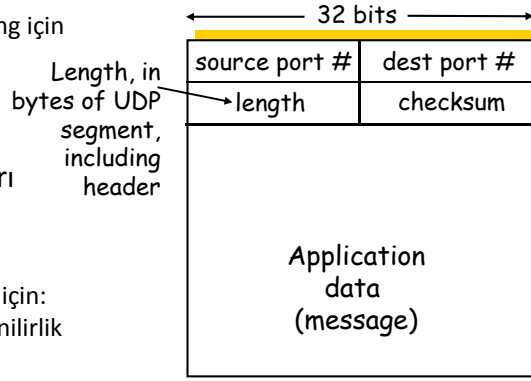 ng için
rı
için:
nilirlik
Length, in
bytes of UDP
segment,
including
header
32 bits
source port # dest port #
length checksum
Application
data
(message)